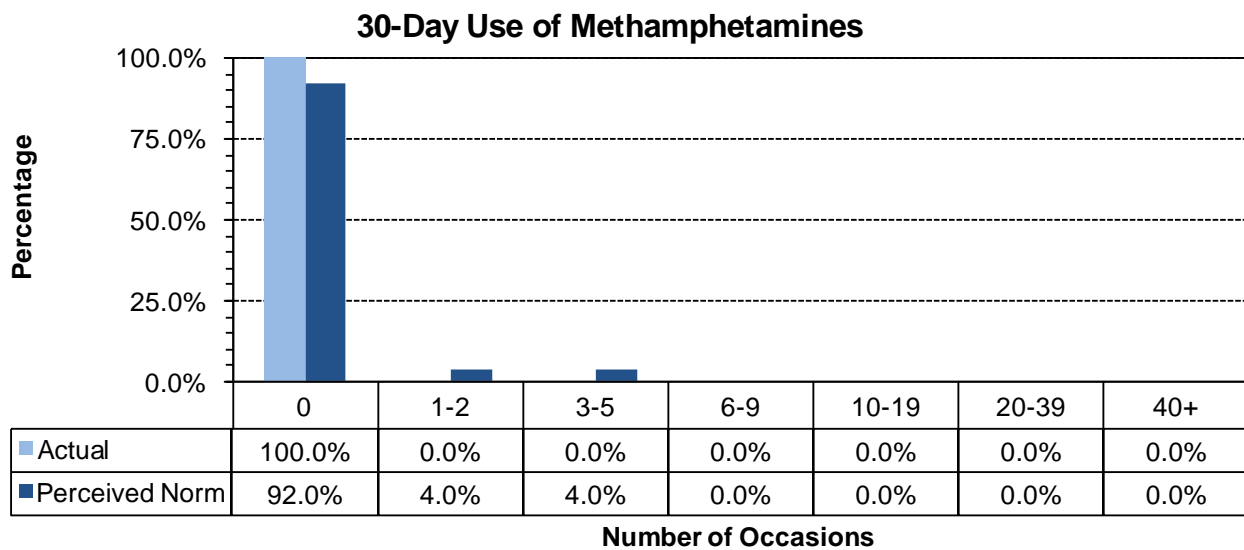 30-Day Use of Methamphetamines
Percentage
100.0%
75.0%
50.0%
25.0%
0.0%
0 1-2 3-5 6-9 10-19 20-39 40+
Actual 100.0% 0.0% 0.0% 0.0% 0.0% 0.0% 0.0%
Perceived Norm 92.0% 4.0% 4.0% 0.0% 0.0% 0.0% 0.0%
Number of Occasions